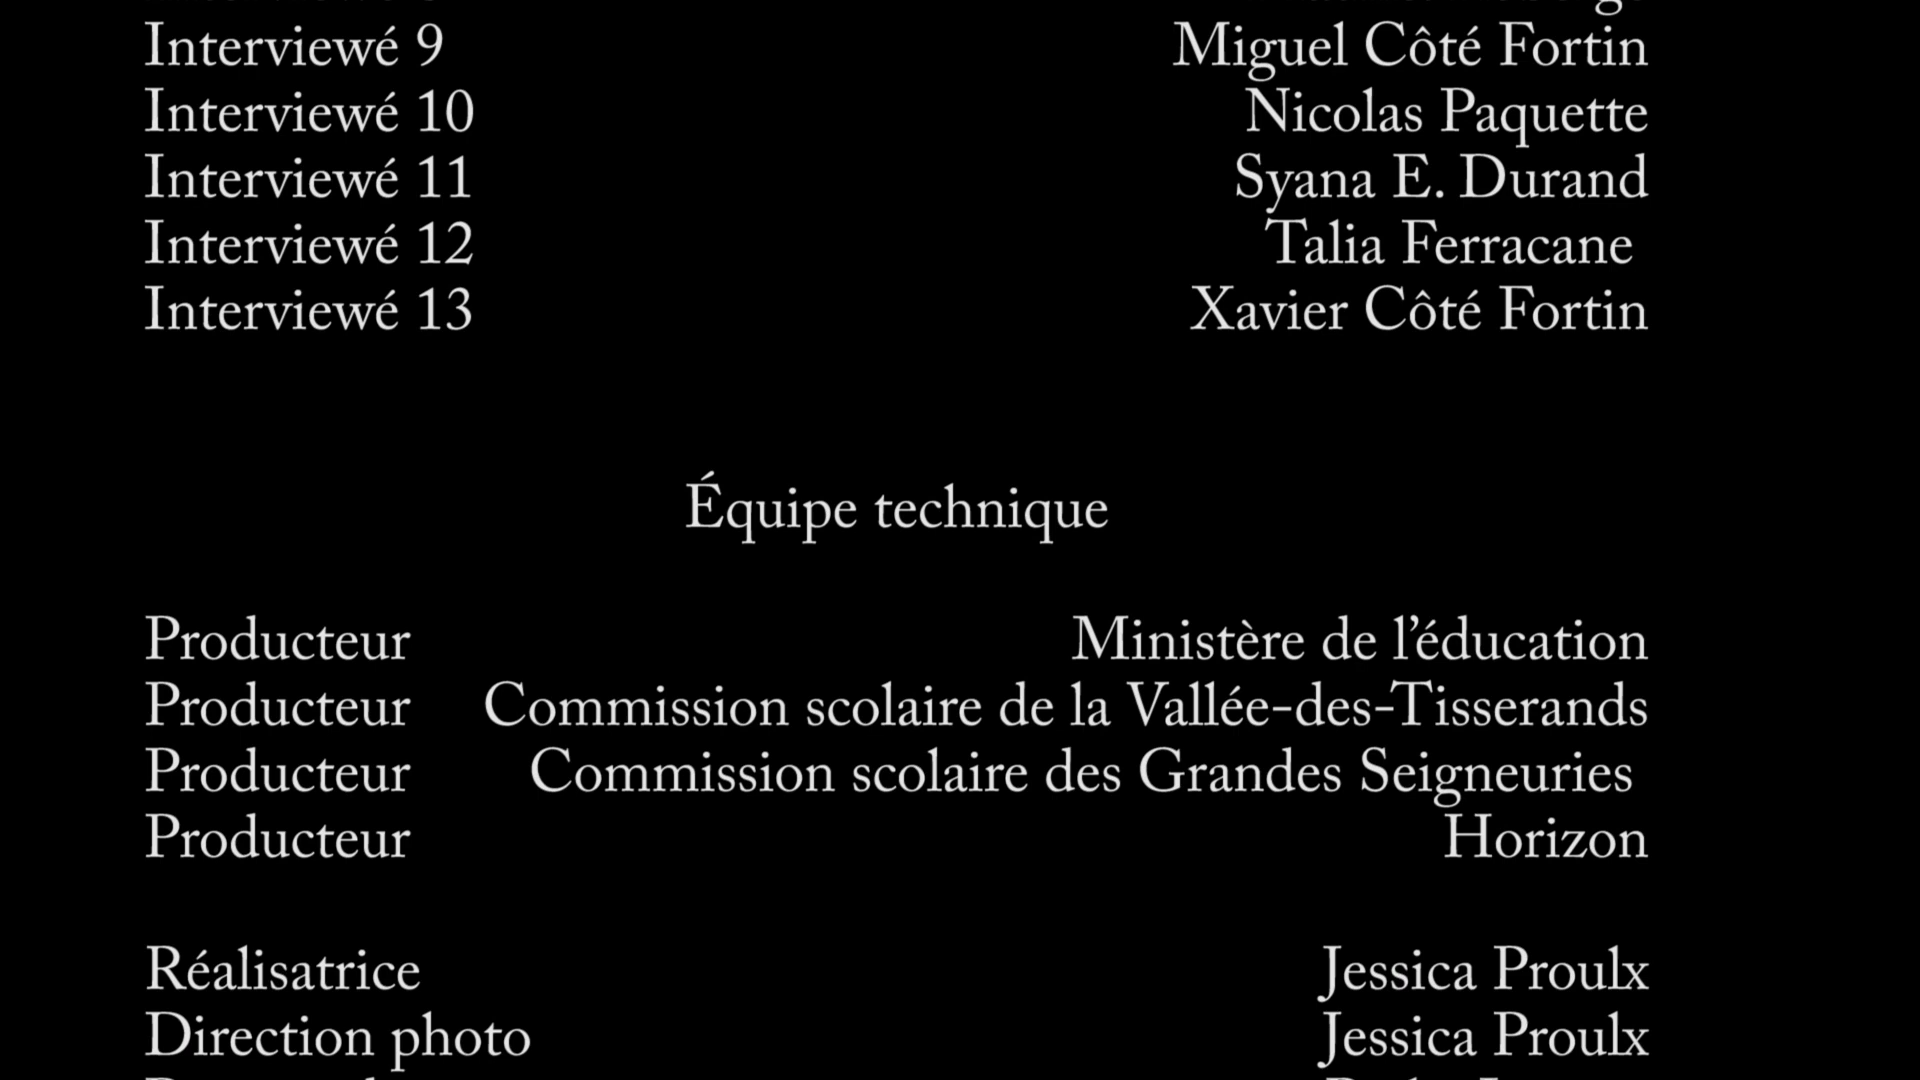 Interviewé 9 Miguel Côté Fortin
Interviewé 10 Nicolas Paquette
Interviewé 11 Syana E. Durand
Interviewé 12 Talia Ferracane
Interviewé 13 Xavier Côté Fortin
Équipe technique
Producteur Ministère de l’éducation
Producteur Commission scolaire de la Vallée-des-Tisserands
Producteur Commission scolaire des Grandes Seigneuries
Producteur Horizon
Réalisatrice Jessica Proulx
Direction photo Jessica Proulx